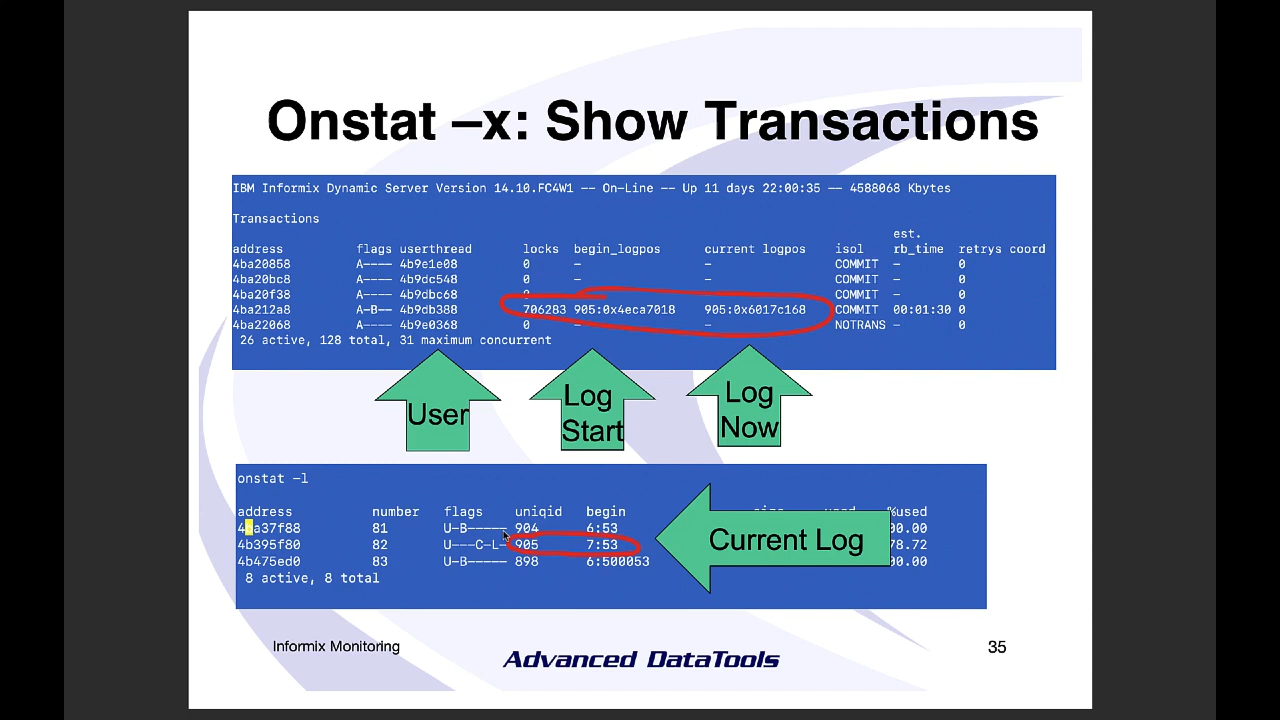 Onstat –x: Show Transactions
IBM Informix Dynamic Server Version 14.10.FC4W1 -- On-Line -- Up 11 days 22:00:35 -- 4588068 Kbytes
Transactions
est.
address flags userthread locks begin_logpos current logpos isol rb_time retrys coord
4ba20858 A---- 4b9e1e08 0 - - COMMIT - 0
4ba20bc8 A---- 4b9dc548 0 - - COMMIT - 0
4ba20f38 A---- 4b9dbc68 0 - - COMMIT - 0
4ba212a8 A-B-- 4b9db388 706283 905:0x4eca7018 905:0x6017c168 COMMIT 00:01:30 0
4ba22068 A---- 4b9e0368 0 - - NOTRANS - 0
26 active, 128 total, 31 maximum concurrent
User
Log Start
Log Now
onstat -l
address number flags uniqid begin %used
4ba37f88 81 U-B----- 904 6:53 00.00
4b395f80 82 U---C-L- 905 7:53 78.72
4b475ed0 83 U-B----- 898 6:500053 00.00
8 active, 8 total
Current Log
Informix Monitoring
Advanced DataTools
35